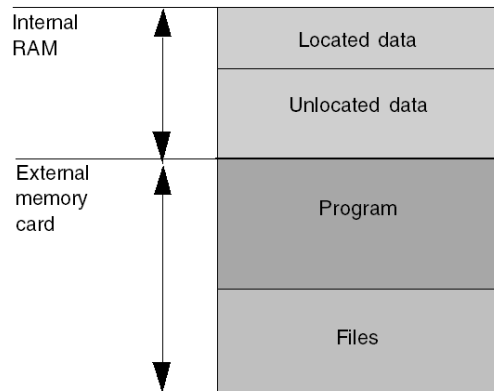 Internal
RAM
Located data
Unlocated data
External
memory
card
Program
Files